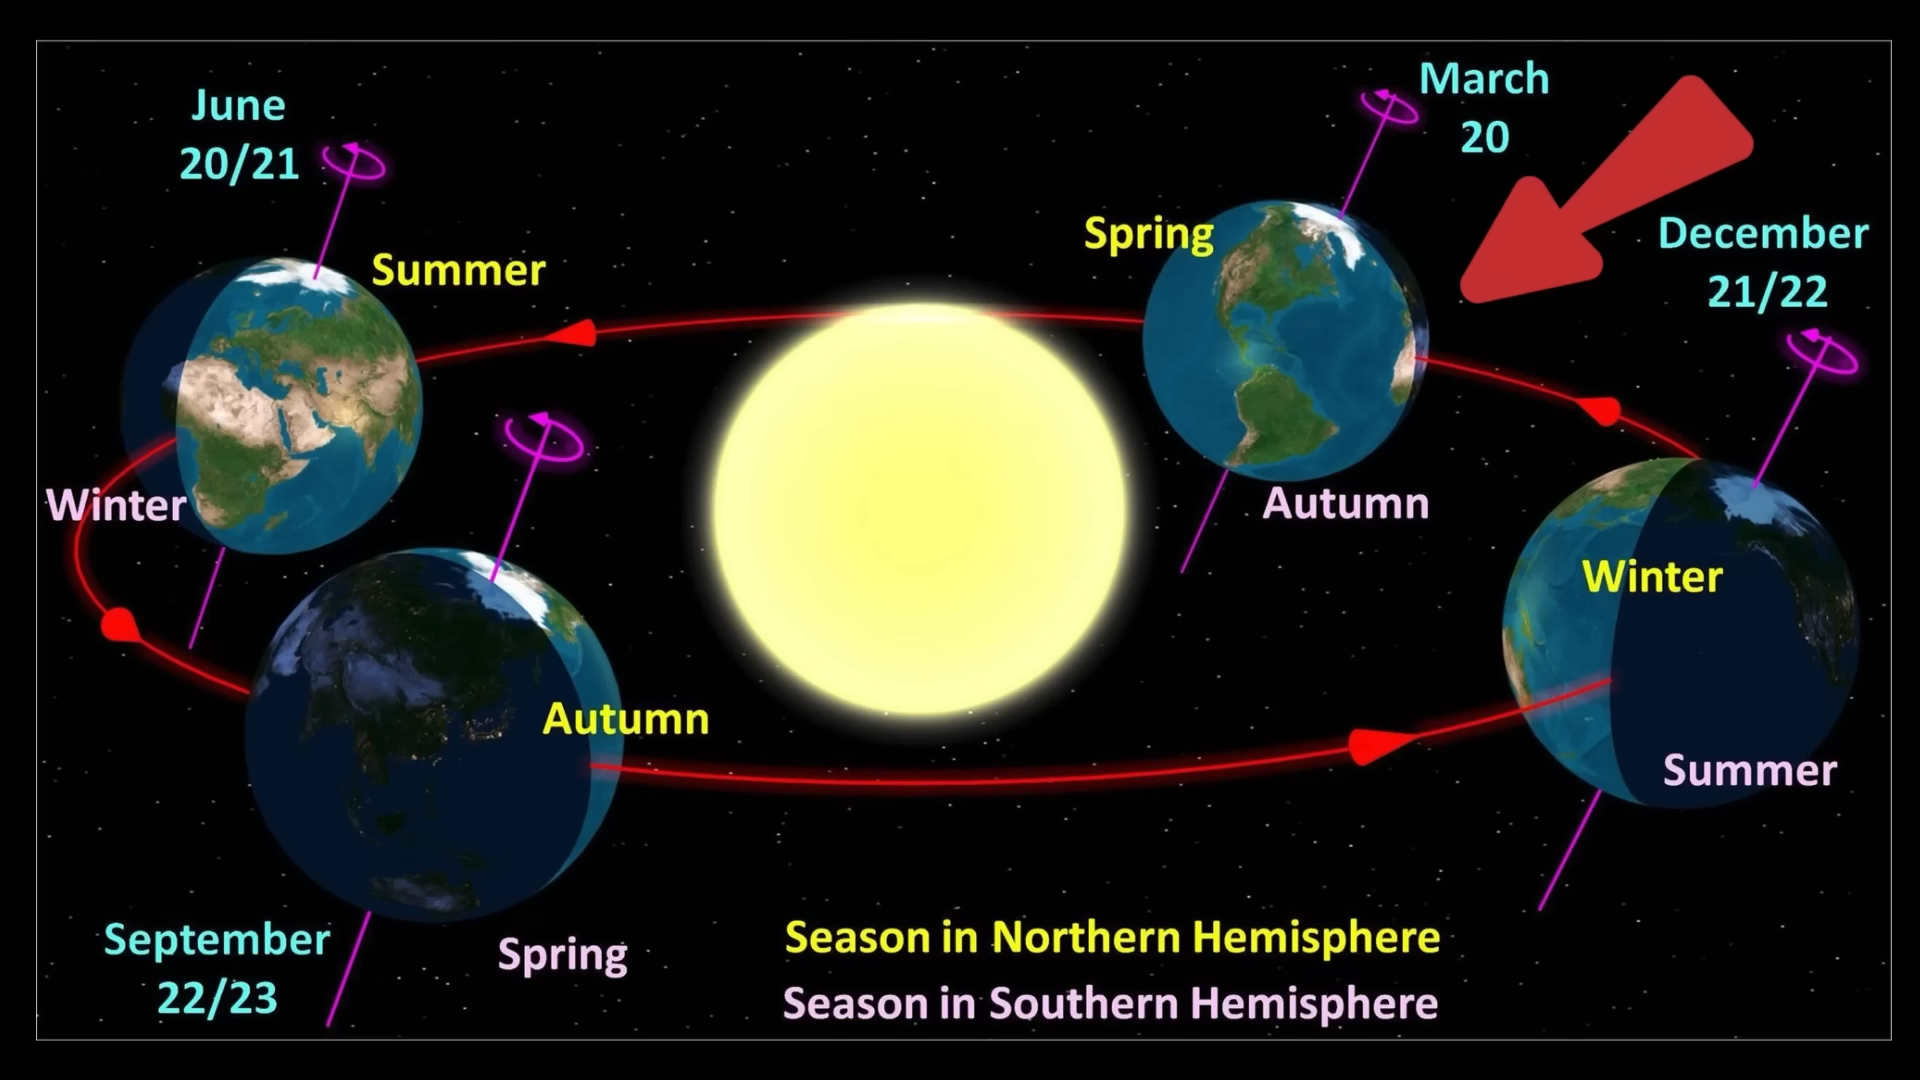 June
20/21
Summer
Winter
March
20
Spring
Autumn
December
21/22
Winter
Summer
Autumn
September
22/23
Spring
Season in Northern Hemisphere
Season in Southern Hemisphere